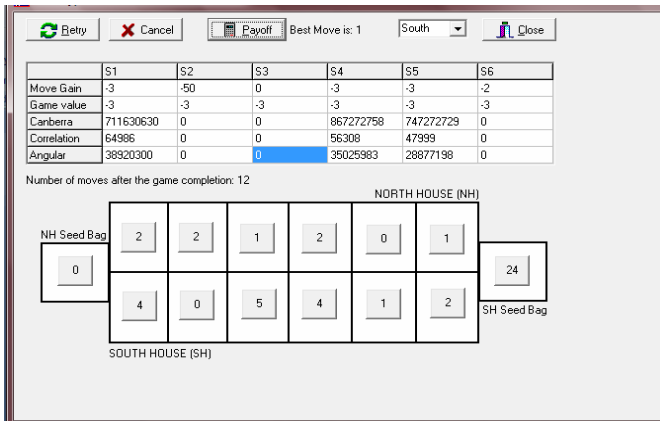 Retry Cancel Payoff Best Move is: 1 South Close
S1 S2 S3 S4 S5 S6
Move Gain -3 -50 0 -3 -3 -2
Game value -3 -3 -3 -3 -3 -3
Canberra 711630630 0 0 867272758 747272729 0
Correlation 64986 0 0 56308 47999 0
Angular 38920300 0 0 35025983 28877198 0
Number of moves after the game completion: 12
NORTH HOUSE (NH)
NH Seed Bag
2 2 1 2 0 1
0
24
4 0 5 4 1 2
SH Seed Bag
SOUTH HOUSE (SH)